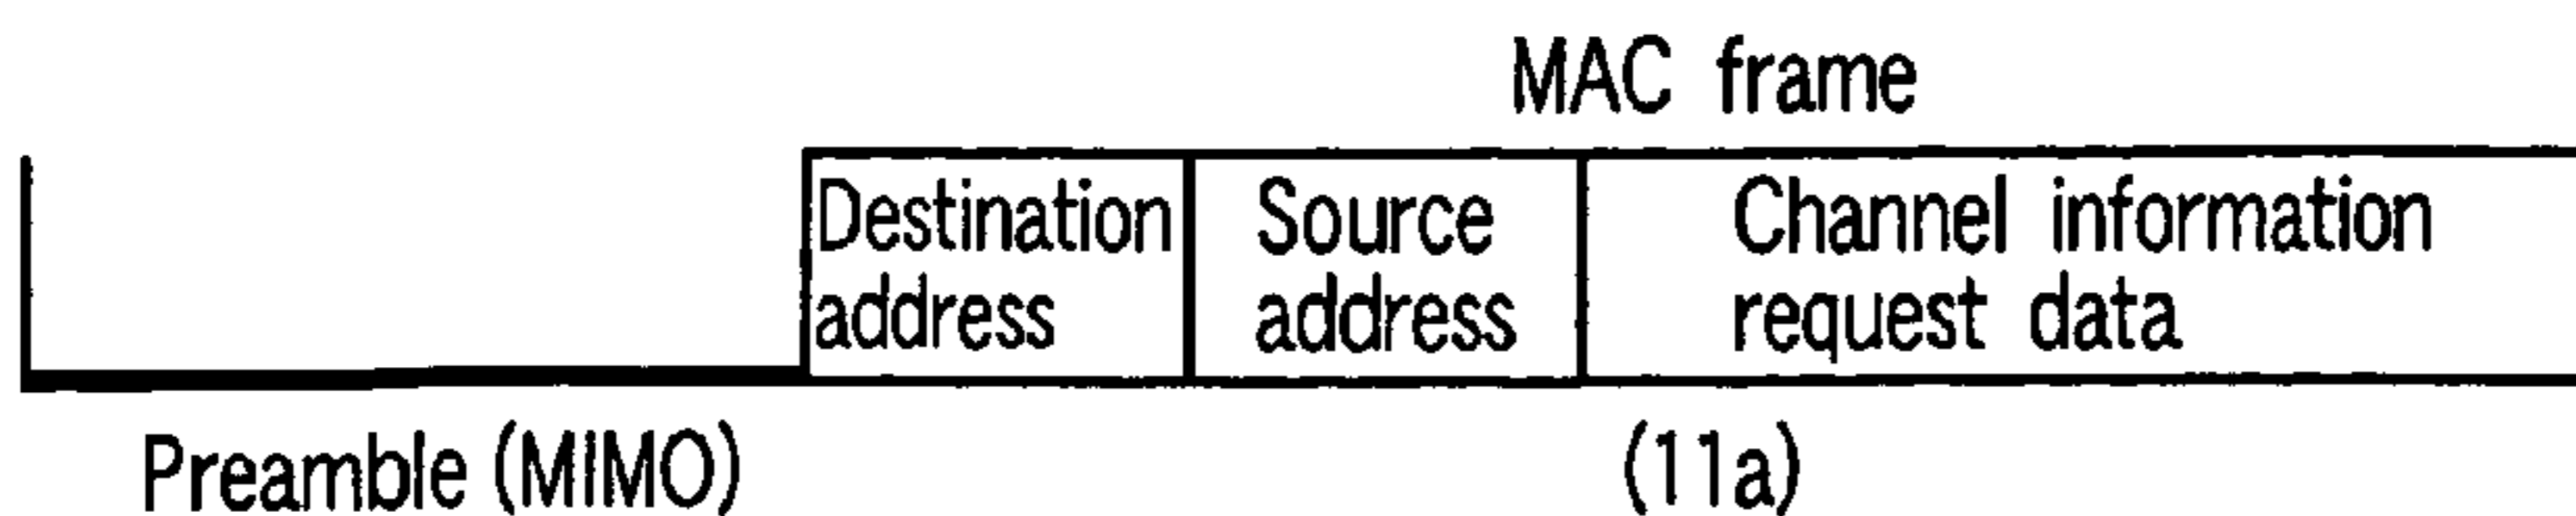 MAC frame
Destination
address
Source
address
Channel information
request data
Preamble (MIMO)
(11a)